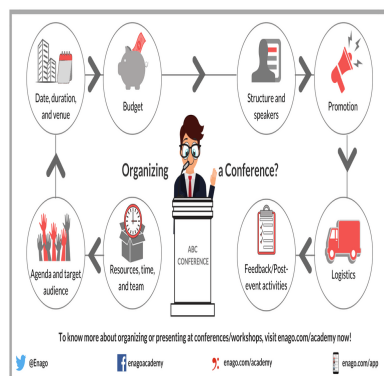 Date, duration,
and venue
Budget
Structure and
speakers
Promotion
Organizing a Conference?
ABC
CONFERENCE
Agenda and target
audience
Resources, time,
and team
Feedback/Post-
event activities
Logistics
To know more about organizing or presenting at conferences/workshops, visit enago.com/academy now!
@Enago
enagoacademy
enago.com/academy
enago.com/app